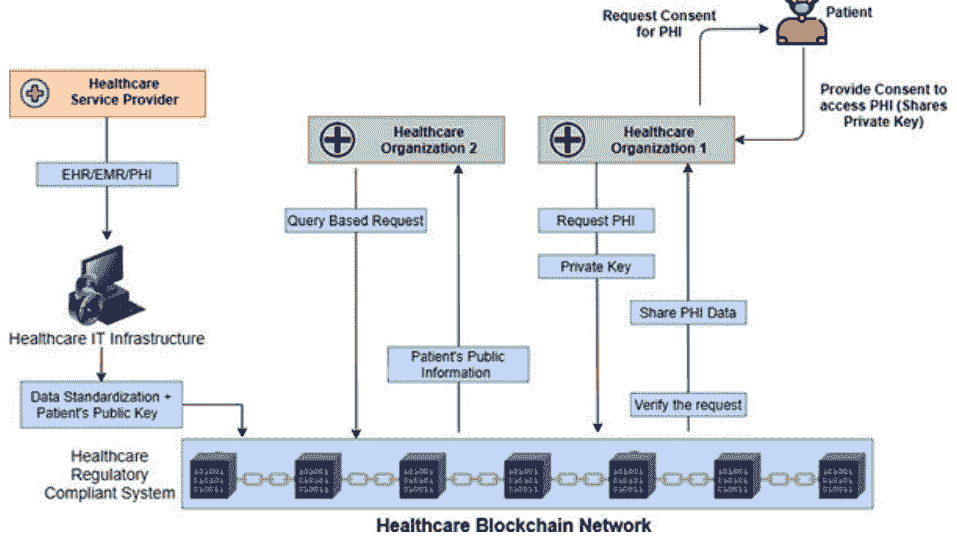 Request Consent
for PHI
Patient
Healthcare
Service Provider
Provide Consent to
access PHI (Shares
Private Key)
Healthcare
Organization 2
Healthcare
Organization 1
EHR/EMR/PHI
Query Based Request
Request PHI
Private Key
Share PHI Data
Healthcare IT Infrastructure
Patient's Public
Information
Data Standardization +
Patient's Public Key
Verify the request
Healthcare
Regulatory
Compliant System
Healthcare Blockchain Network